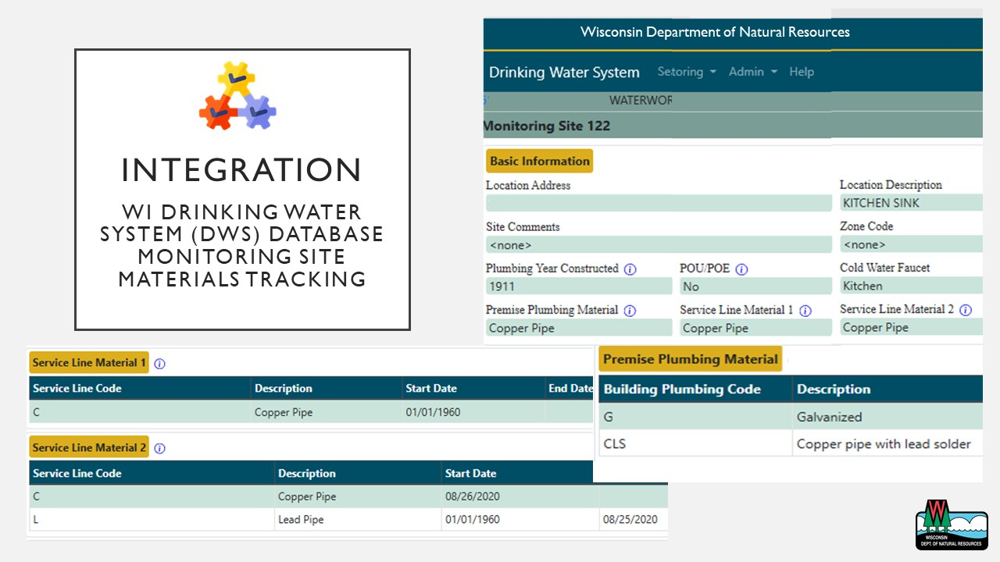 INTEGRATION
WI DRINKING WATER
SYSTEM (DWS) DATABASE
MONITORING SITE
MATERIALS TRACKING
Wisconsin Department of Natural Resources
Drinking Water System Setoring Admin Help
WATERWOR
Monitoring Site 122
Basic Information
Location Address Location Description
KITCHEN SINK
Site Comments Zone Code
<none> <none>
Plumbing Year Constructed POU/POE Cold Water Faucet
1911 No Kitchen
Premise Plumbing Material Service Line Material 1 Service Line Material 2
Copper Pipe Copper Pipe Copper Pipe
Service Line Material 1
Service Line Code Description Start Date End Date
C Copper Pipe 01/01/1960
Service Line Material 2
Service Line Code Description Start Date
C Copper Pipe 08/26/2020
L Lead Pipe 01/01/1960 08/25/2020
Premise Plumbing Material
Building Plumbing Code Description
G Galvanized
CLS Copper pipe with lead solder
W
WISCONSIN
DEPT. OF NATURAL RESOURCES